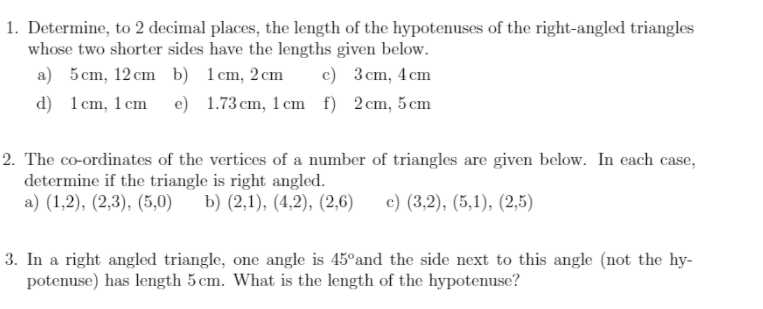 1. Determine, to 2 decimal places, the length of the hypotenuses of the right-angled triangles
whose two shorter sides have the lengths given below.
a) 5 cm, 12 cm b) 1 cm, 2 cm c) 3 cm, 4 cm
d) 1 cm, 1 cm e) 1.73 cm, 1 cm f) 2 cm, 5 cm
2. The co-ordinates of the vertices of a number of triangles are given below. In each case,
determine if the triangle is right angled.
a) (1,2), (2,3), (5,0) b) (2,1), (4,2), (2,6) c) (3,2), (5,1), (2,5)
3. In a right angled triangle, one angle is 45°and the side next to this angle (not the hy-
potenuse) has length 5 cm. What is the length of the hypotenuse?